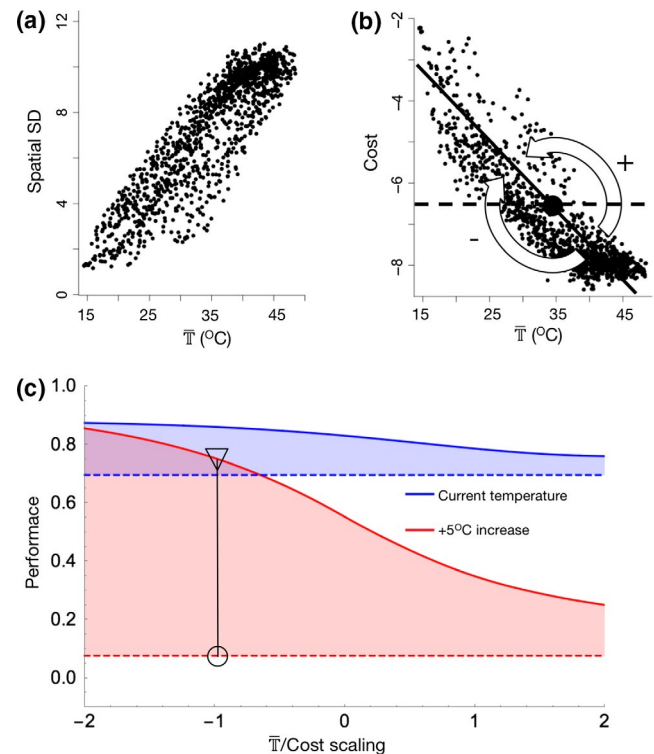 (a)
12
8
4
0
Spatial SD
15 25 35 45
T̅ (°C)
(b)
-2
-4
-6
-8
Cost
+
-
15 25 35 45
T̅ (°C)
(c)
1.0
0.8
0.6
0.4
0.2
0.0
Performace
Current temperature
+5°C increase
−2 −1 0 1 2
T̅/Cost scaling